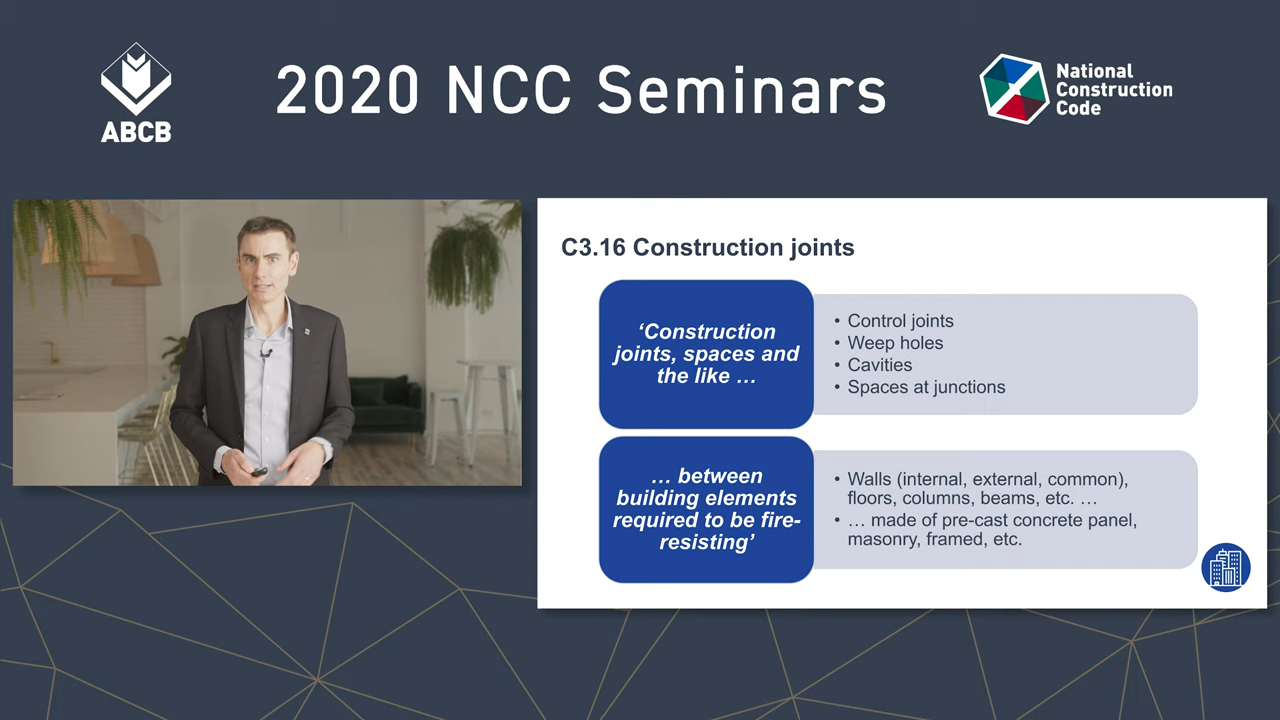 ABCB
2020 NCC Seminars
National
Construction
Code
C3.16 Construction joints
‘Construction
joints, spaces and
the like …
• Control joints
• Weep holes
• Cavities
• Spaces at junctions
… between
building elements
required to be fire-
resisting’
• Walls (internal, external, common),
floors, columns, beams, etc. …
• … made of pre-cast concrete panel,
masonry, framed, etc.